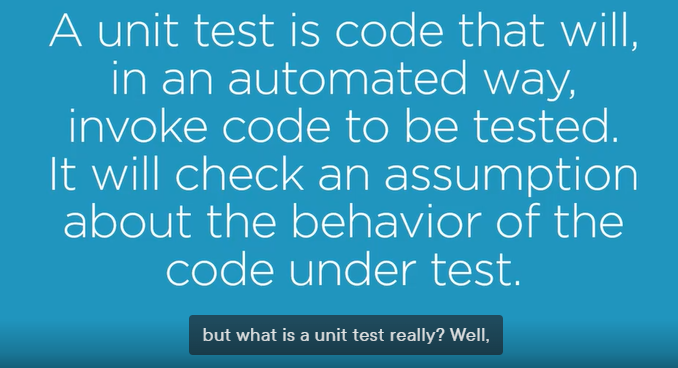 A unit test is code that will,
in an automated way,
invoke code to be tested.
It will check an assumption
about the behavior of the
code under test.
but what is a unit test really? Well,